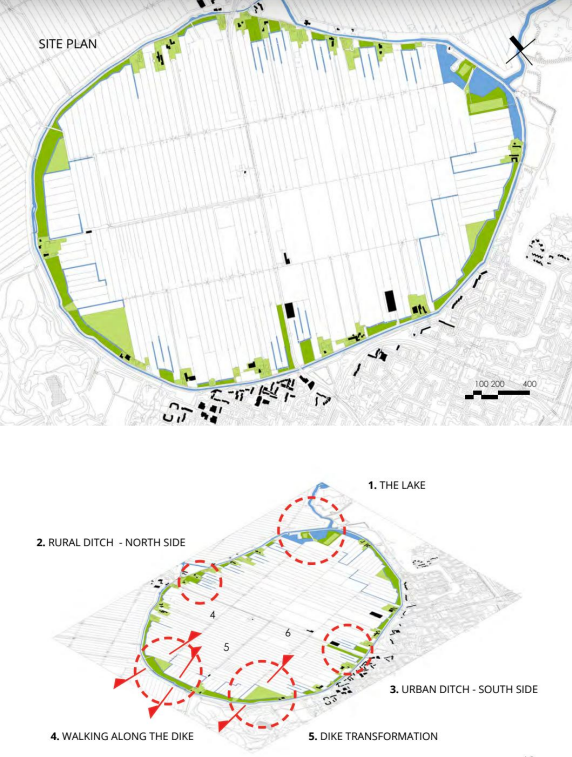 SITE PLAN
100 200 400
1. THE LAKE
2. RURAL DITCH - NORTH SIDE
4
5
6
3. URBAN DITCH - SOUTH SIDE
4. WALKING ALONG THE DIKE
5. DIKE TRANSFORMATION